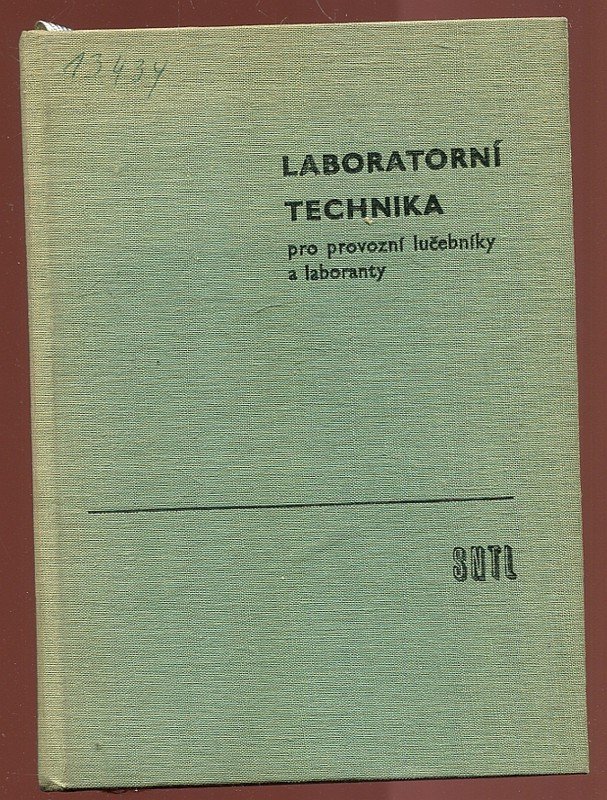 13434
LABORATORNÍ
TECHNIKA
pro provozní lučebníky
a laboranty
SNTL